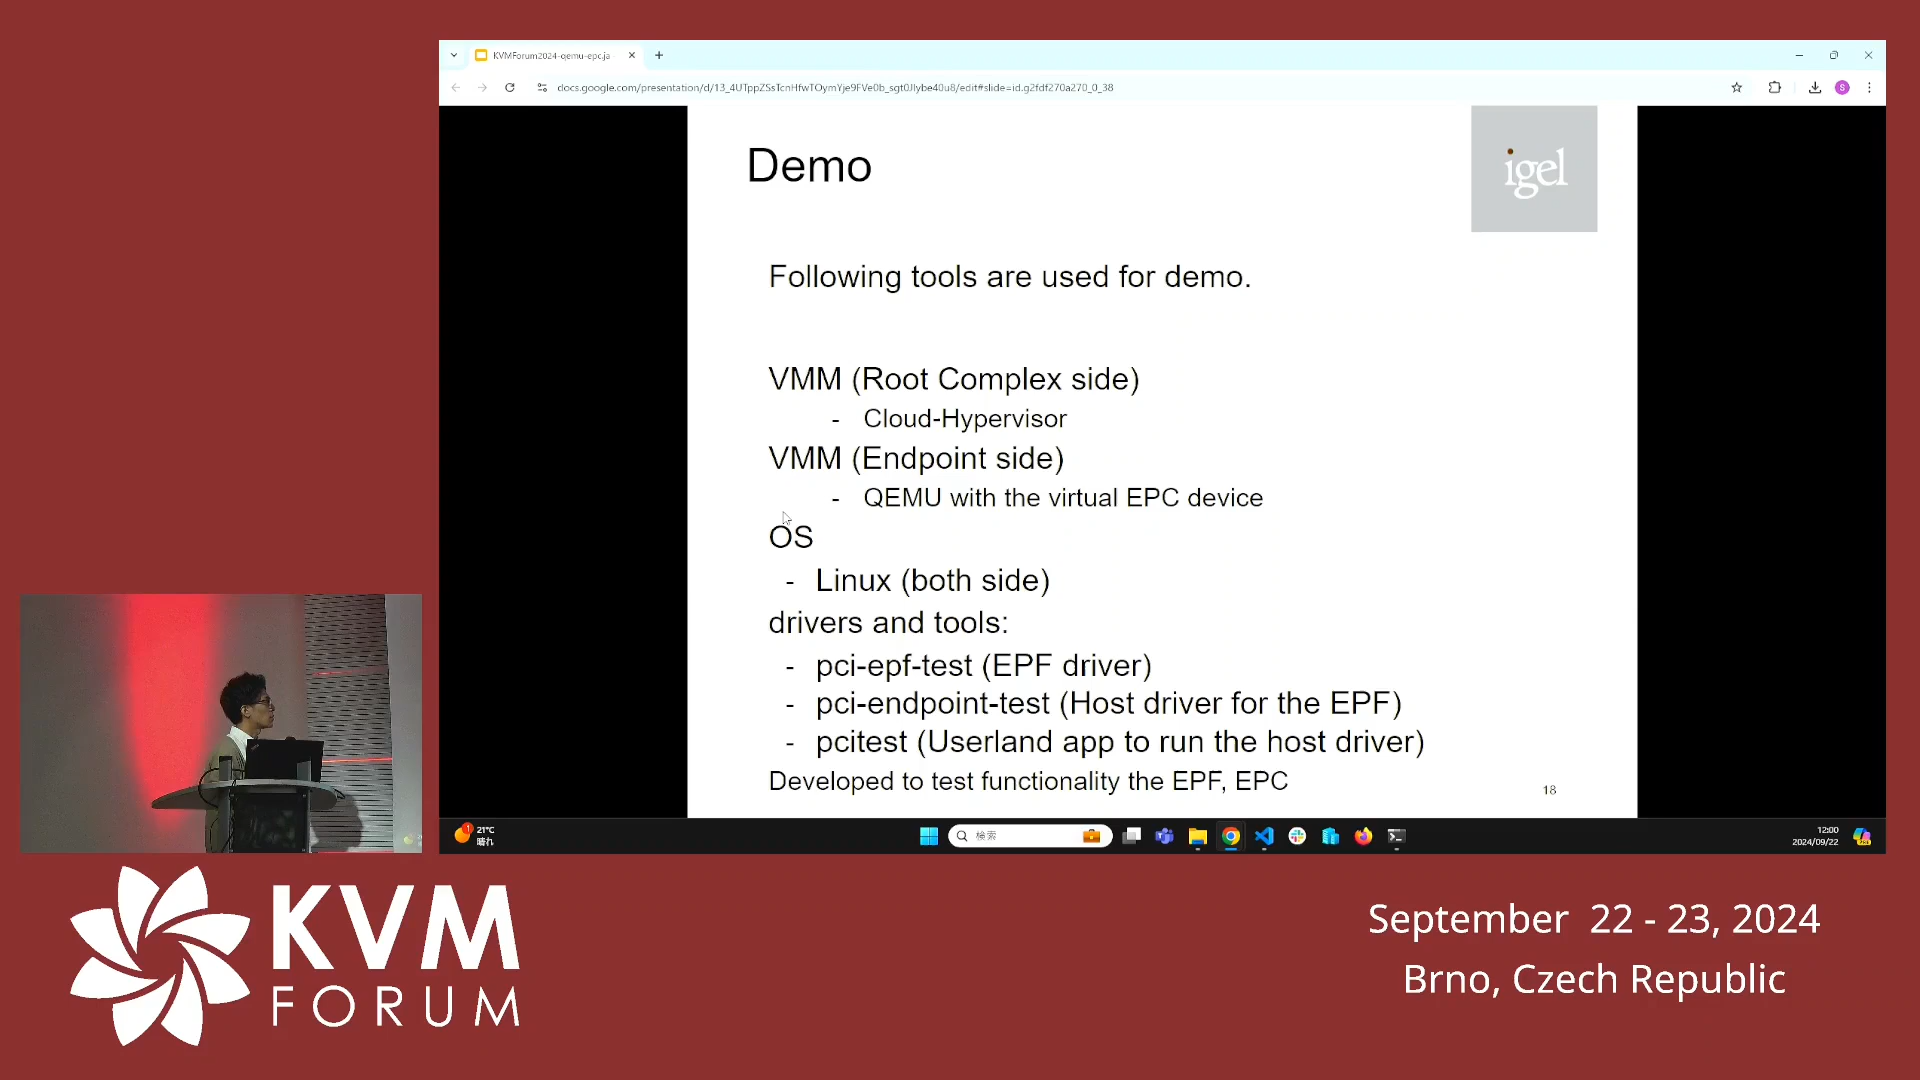 KVMForum2024-qemu-epc.ja
docs.google.com/presentation/d/13_4UTppZSsTcnHfwTOymYje9FVe0b_sgt0Jlybe40u8/edit#slide=id.g2fdf270a270_0_38
S
Demo
igel
Following tools are used for demo.
VMM (Root Complex side)
- Cloud-Hypervisor
VMM (Endpoint side)
- QEMU with the virtual EPC device
OS
- Linux (both side)
drivers and tools:
- pci-epf-test (EPF driver)
- pci-endpoint-test (Host driver for the EPF)
- pcitest (Userland app to run the host driver)
Developed to test functionality the EPF, EPC
18
1
21°C
晴れ
検索
12:00
2024/09/22
KVM
FORUM
September 22 - 23, 2024
Brno, Czech Republic